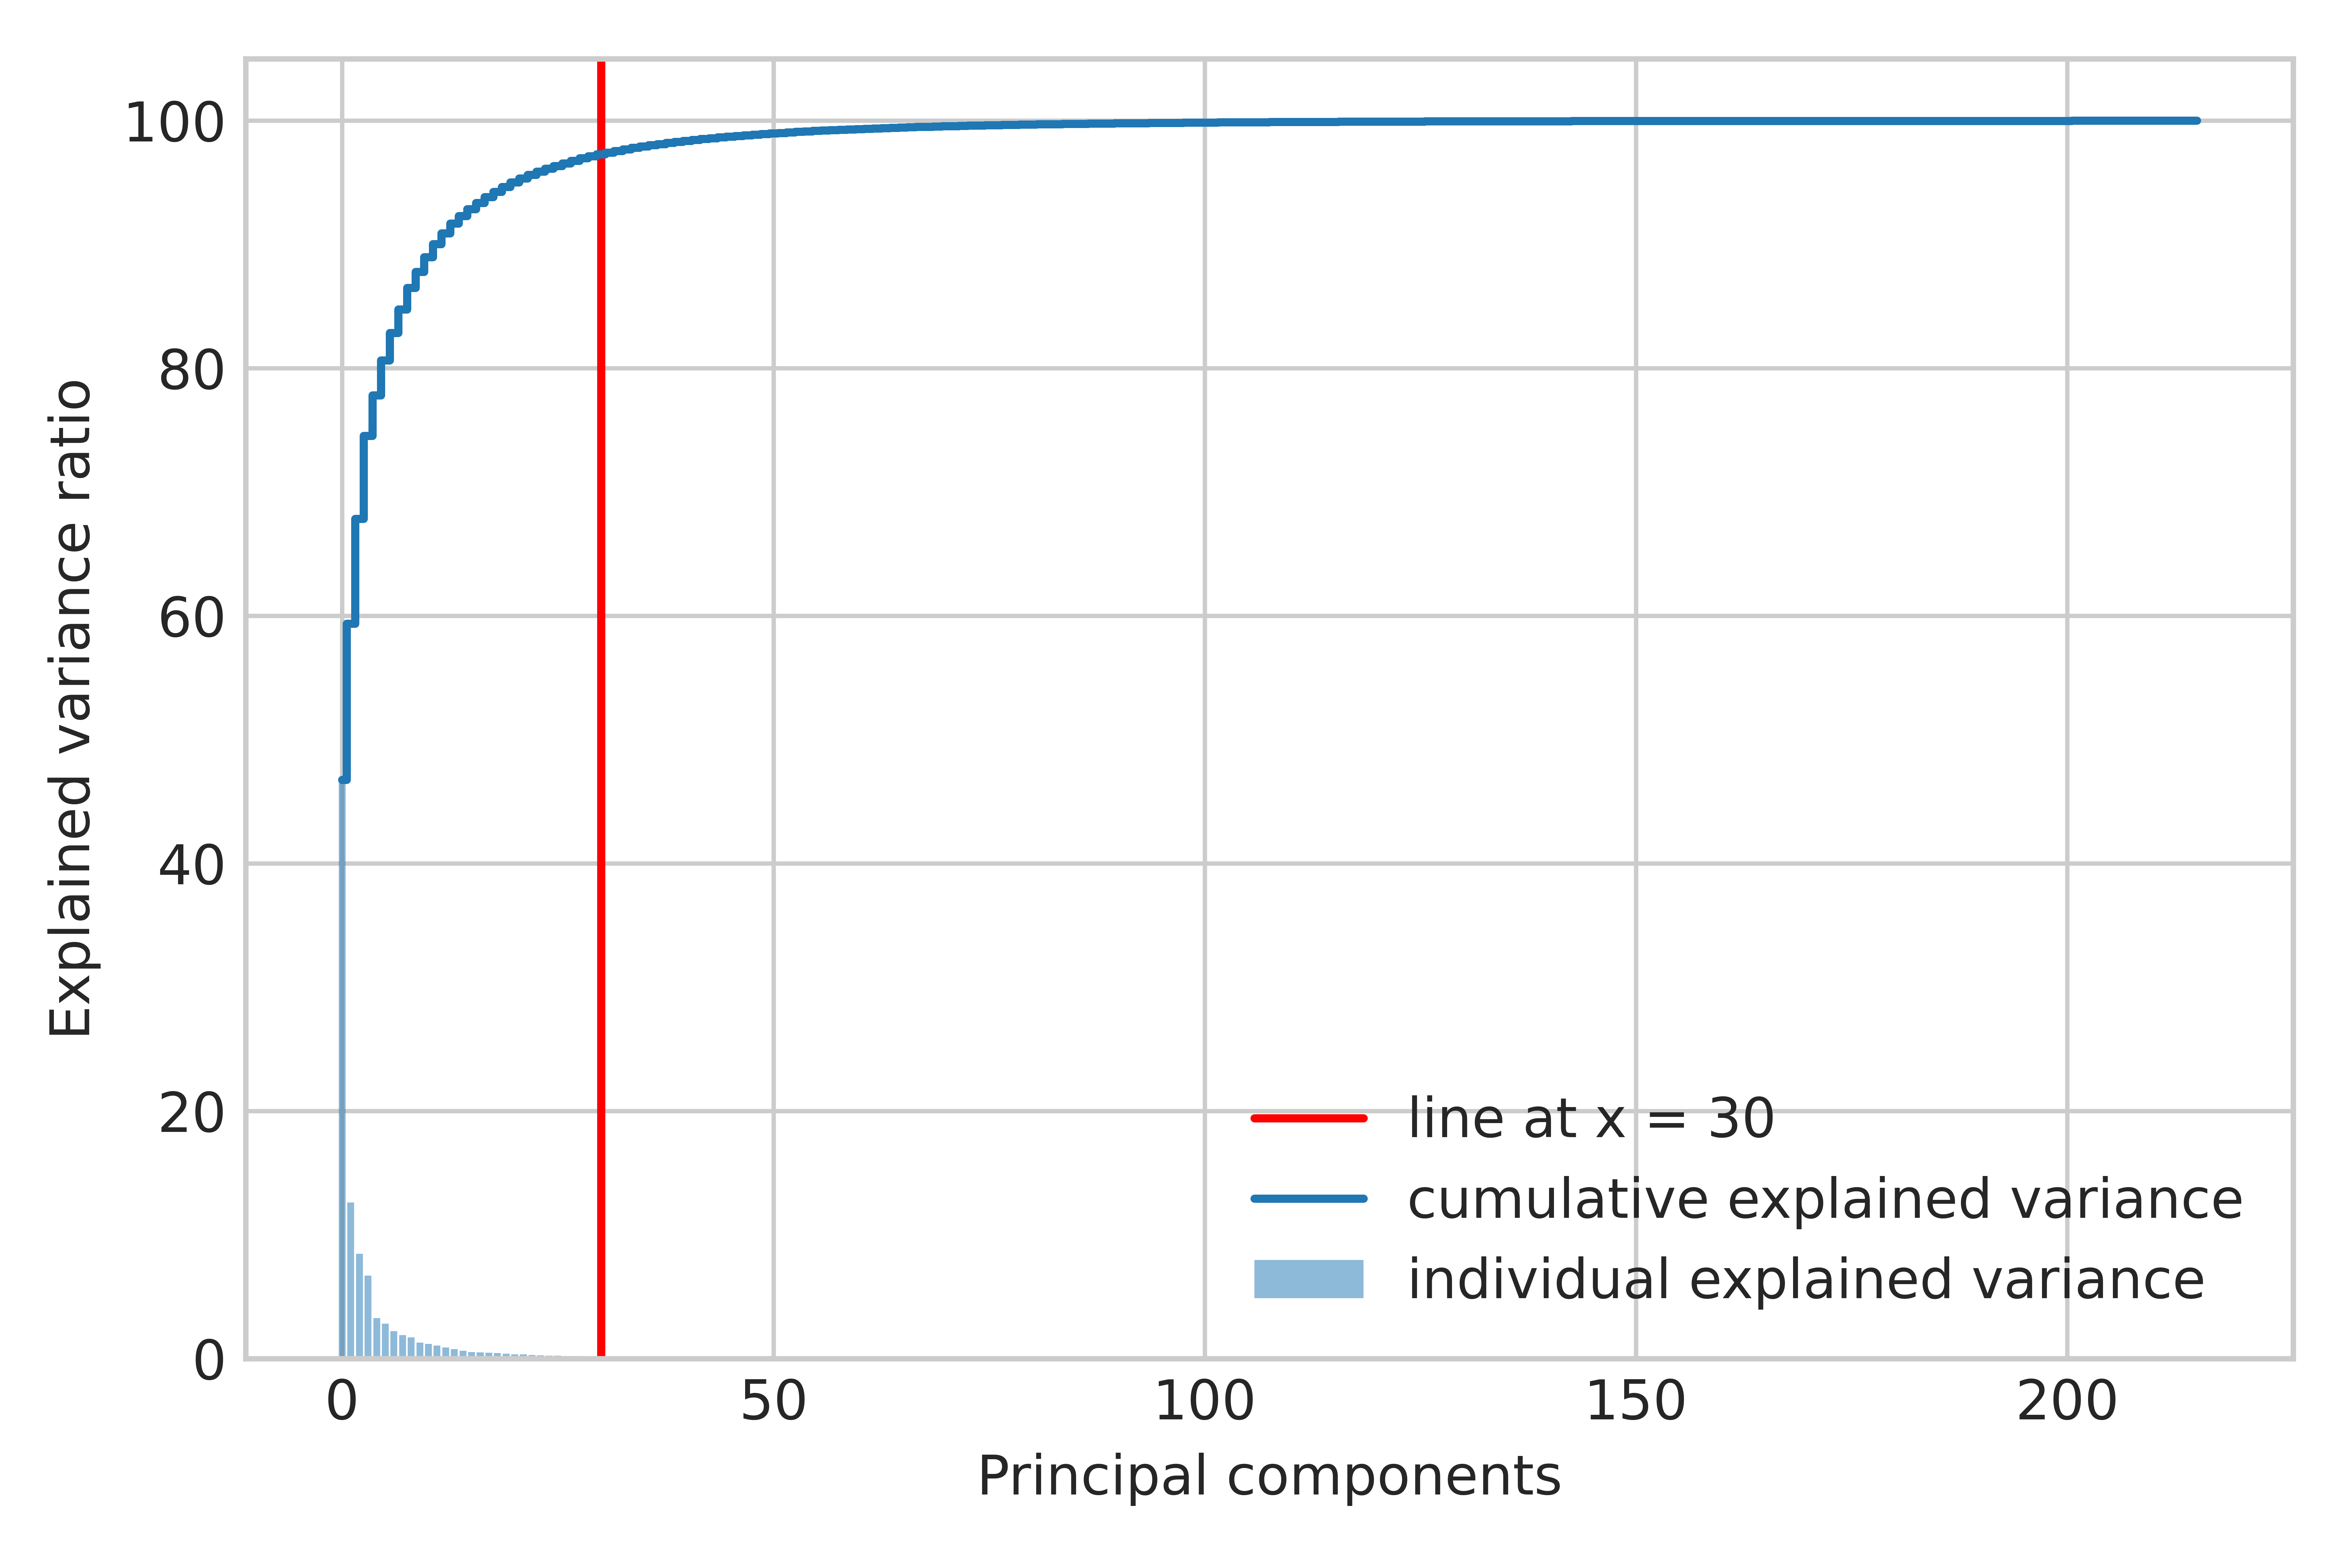 100
80
60
40
20
0
Explained variance ratio
line at x = 30
cumulative explained variance
individual explained variance
0 50 100 150 200
Principal components